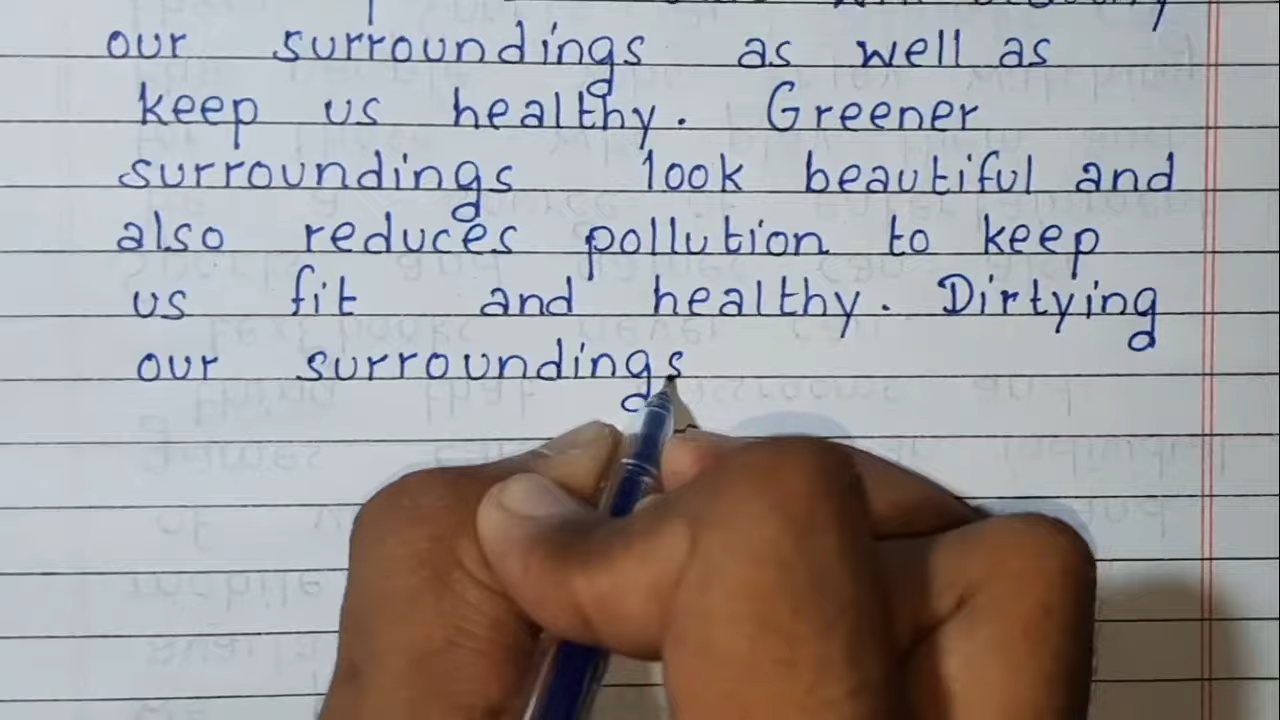 our surroundings as well as
keep us healthy. Greener
surroundings look beautiful and
also reduces pollution to keep
us fit and healthy. Dirtying
our surroundings